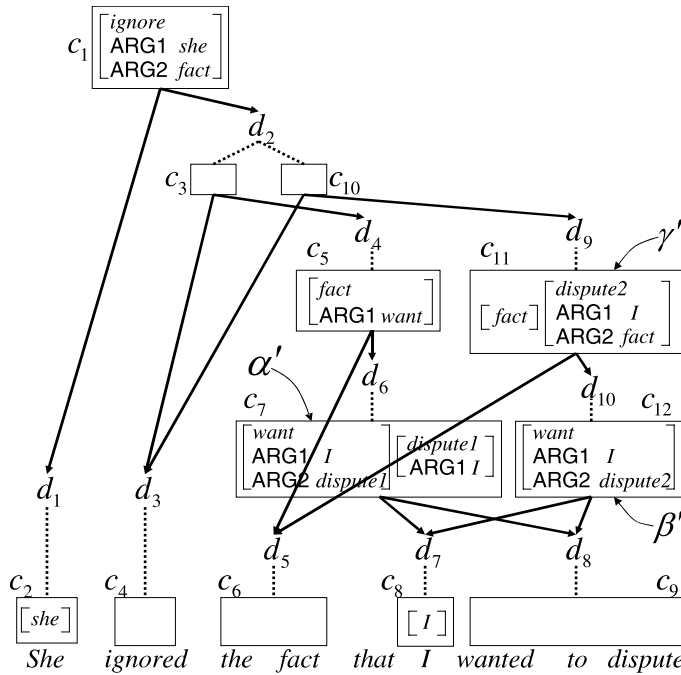 c1
ignore
ARG1 she
ARG2 fact
d2
c3
c10
d4
d9
c5
c11
γ'
fact
ARG1 want
[fact]
dispute2
ARG1 I
ARG2 fact
α'
d6
d10
c7
c12
want
ARG1 I
ARG2 dispute1
dispute1
ARG1 I
want
ARG1 I
ARG2 dispute2
d1
d3
β'
d5
d7
d8
c2
c4
c6
c8
c9
[she]
[I]
She ignored the fact that I wanted to dispute